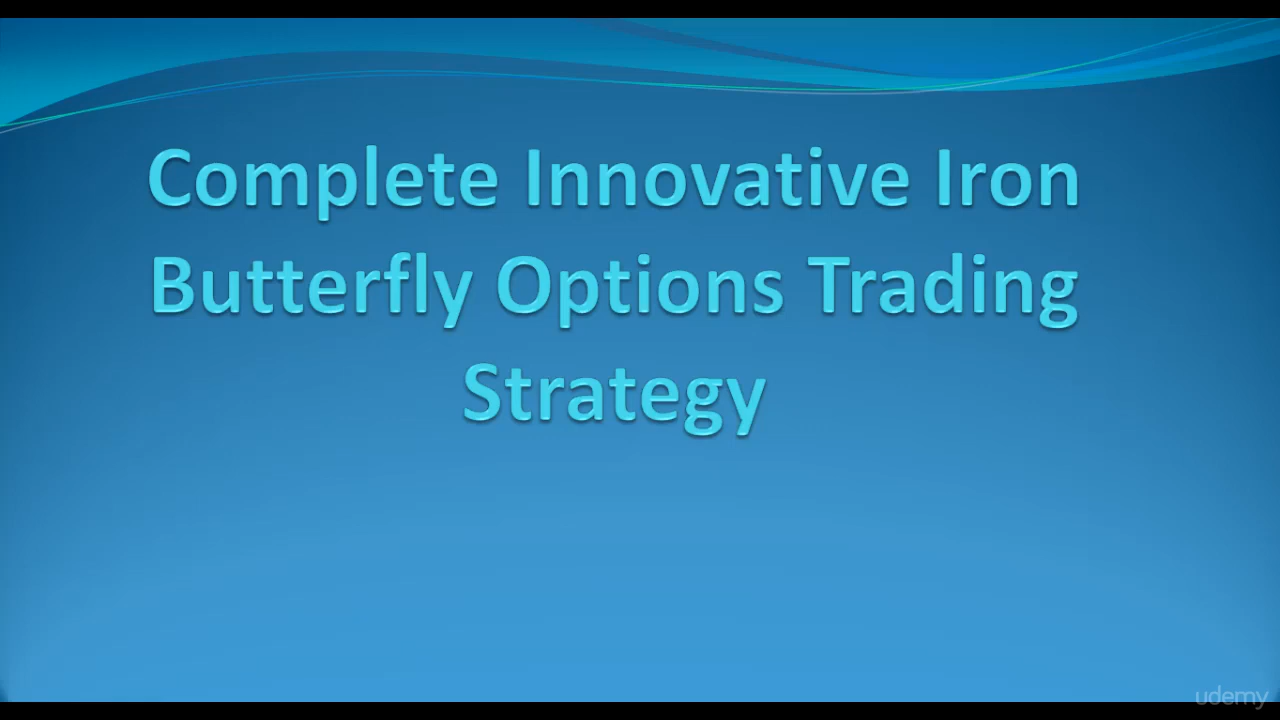 Complete Innovative Iron
Butterfly Options Trading
Strategy
udemy